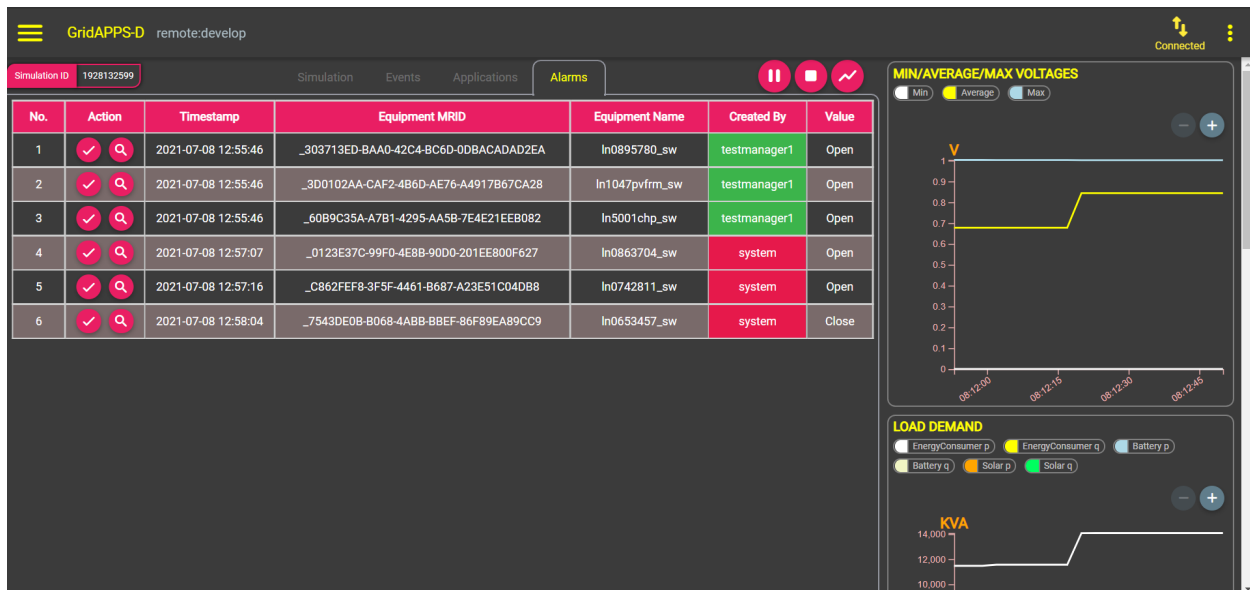 GridAPPS-D remote:develop
Connected
Simulation ID 1928132599
Simulation Events Applications Alarms
No. Action Timestamp Equipment MRID Equipment Name Created By Value
1 2021-07-08 12:55:46 _303713ED-BAA0-42C4-BC6D-0DBACADAD2EA ln0895780_sw testmanager1 Open
2 2021-07-08 12:55:46 _3D0102AA-CAF2-4B6D-AE76-A4917B67CA28 ln1047pvfrm_sw testmanager1 Open
3 2021-07-08 12:55:46 _60B9C35A-A7B1-4295-AA5B-7E4E21EEB082 ln5001chp_sw testmanager1 Open
4 2021-07-08 12:57:07 _0123E37C-99F0-4E8B-90D0-201EE800F627 ln0863704_sw system Open
5 2021-07-08 12:57:16 _C862FEF8-3F5F-4461-B687-A23E51C04DB8 ln0742811_sw system Open
6 2021-07-08 12:58:04 _7543DE0B-B068-4ABB-BBEF-86F89EA89CC9 ln0653457_sw system Close
MIN/AVERAGE/MAX VOLTAGES
Min Average Max
V
1
0.9
0.8
0.7
0.6
0.5
0.4
0.3
0.2
0.1
0
08:12:00 08:12:15 08:12:30 08:12:45
LOAD DEMAND
EnergyConsumer p EnergyConsumer q Battery p
Battery q Solar p Solar q
KVA
14,000
12,000
10,000